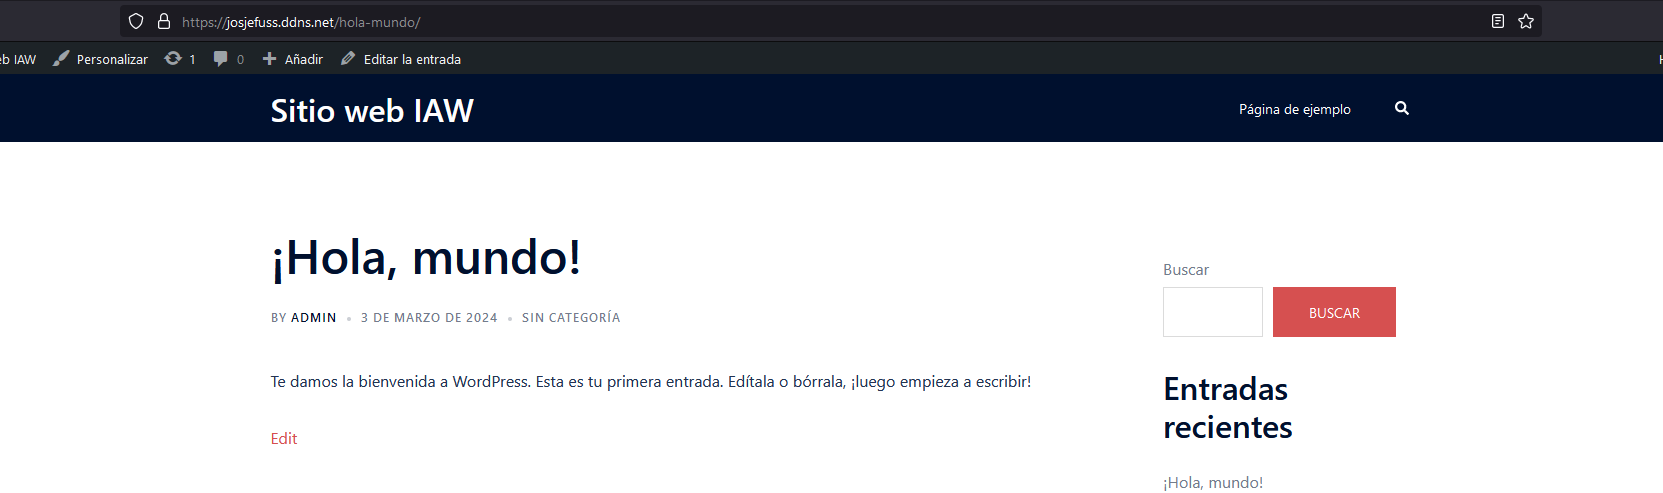 https://josjefuss.ddns.net/hola-mundo/
eb IAW Personalizar 1 0 Añadir Editar la entrada H
Sitio web IAW Página de ejemplo
¡Hola, mundo!
BY ADMIN • 3 DE MARZO DE 2024 • SIN CATEGORÍA
Te damos la bienvenida a WordPress. Esta es tu primera entrada. Edítala o bórrala, ¡luego empieza a escribir!
Edit
Buscar
BUSCAR
Entradas
recientes
¡Hola, mundo!